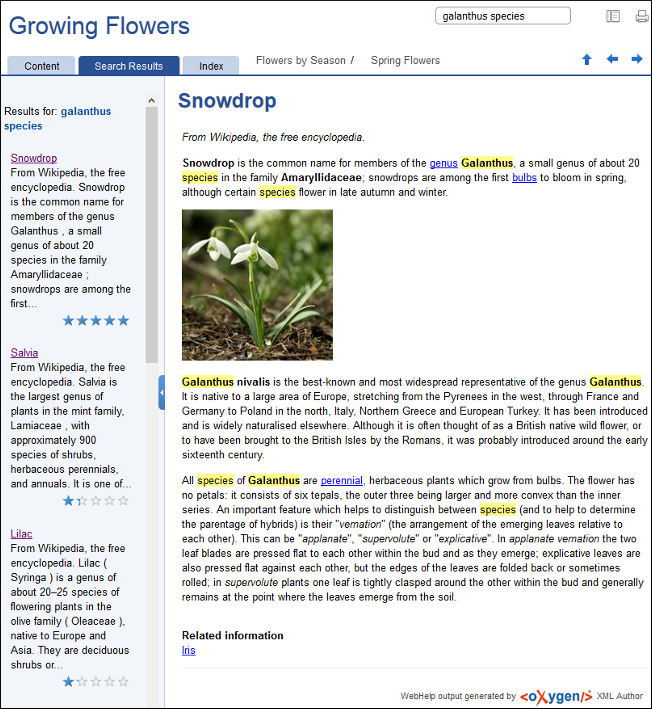 Growing Flowers
galanthus species
Content
Search Results
Index
Flowers by Season /
Spring Flowers
Results for: galanthus
species
Snowdrop
From Wikipedia, the free
encyclopedia. Snowdrop
is the common name for
members of the genus
Galanthus , a small
genus of about 20
species in the family
Amaryllidaceae ;
snowdrops are among the
first...
Salvia
From Wikipedia, the free
encyclopedia. Salvia is
the largest genus of
plants in the mint family,
Lamiaceae , with
approximately 900
species of shrubs,
herbaceous perennials,
and annuals. It is one of...
Lilac
From Wikipedia, the free
encyclopedia. Lilac (
Syringa ) is a genus of
about 20–25 species of
flowering plants in the
olive family ( Oleaceae ),
native to Europe and
Asia. They are deciduous
shrubs or...
Snowdrop
From Wikipedia, the free encyclopedia.
Snowdrop is the common name for members of the genus Galanthus, a small genus of about 20
species in the family Amaryllidaceae; snowdrops are among the first bulbs to bloom in spring,
although certain species flower in late autumn and winter.
Galanthus nivalis is the best-known and most widespread representative of the genus Galanthus.
It is native to a large area of Europe, stretching from the Pyrenees in the west, through France and
Germany to Poland in the north, Italy, Northern Greece and European Turkey. It has been introduced
and is widely naturalised elsewhere. Although it is often thought of as a British native wild flower, or
to have been brought to the British Isles by the Romans, it was probably introduced around the early
sixteenth century.
All species of Galanthus are perennial, herbaceous plants which grow from bulbs. The flower has
no petals: it consists of six tepals, the outer three being larger and more convex than the inner
series. An important feature which helps to distinguish between species (and to help to determine
the parentage of hybrids) is their "vernation" (the arrangement of the emerging leaves relative to
each other). This can be "applanate", "supervolute" or "explicative". In applanate vernation the two
leaf blades are pressed flat to each other within the bud and as they emerge; explicative leaves are
also pressed flat against each other, but the edges of the leaves are folded back or sometimes
rolled; in supervolute plants one leaf is tightly clasped around the other within the bud and generally
remains at the point where the leaves emerge from the soil.
Related information
Iris
WebHelp output generated by <oXygen/> XML Author